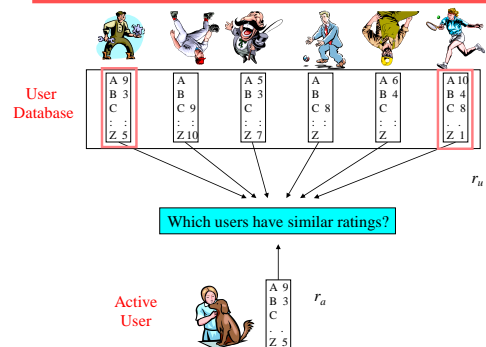 User
Database
A 9
B 3
C
: :
Z 5
A
B
C 9
: :
Z 10
A 5
B 3
C
: :
Z 7
A
B
C 8
: :
Z
A 6
B 4
C
: :
Z
A 10
B 4
C 8
. .
Z 1
r_u
Which users have similar ratings?
Active
User
A 9
B 3
C
. .
Z 5
r_a